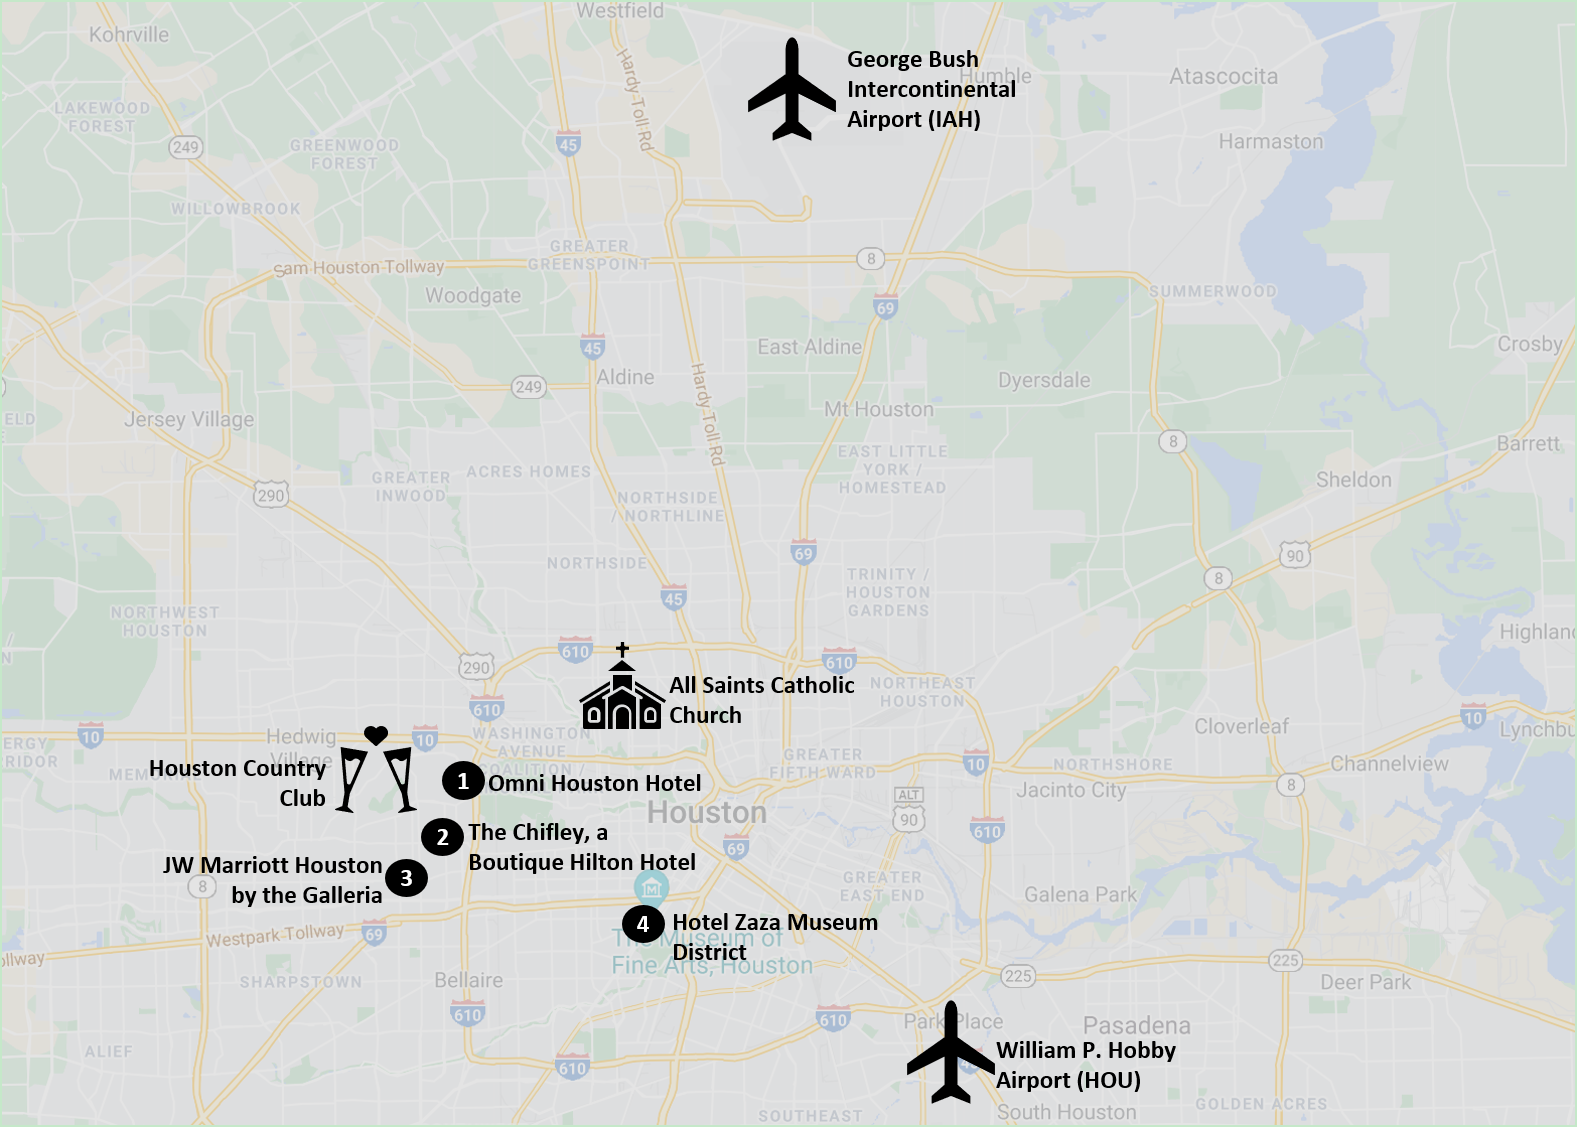 Westfield
Kohrville
George Bush
Intercontinental
Airport (IAH)
Humble
Atascocita
Hardy Toll Rd
LAKEWOOD
FOREST
249
45
GREENWOOD
FOREST
Harmaston
WILLOWBROOK
GREATER
GREENSPOINT
8
Sam Houston Tollway
Woodgate
SUMMERWOOD
69
45
East Aldine
Crosby
249
Aldine
Dyersdale
Hardy Toll Rd
Mt Houston
Jersey Village
ELD
8
Barrett
EAST LITTLE
YORK /
HOMESTEAD
ACRES HOMES
GREATER
INWOOD
Sheldon
290
NORTHSIDE
/ NORTHLINE
69
90
NORTHSIDE
TRINITY /
HOUSTON
GARDENS
8
45
NORTHWEST
HOUSTON
Highland
N
610
610
290
All Saints Catholic
Church
NORTHEAST
HOUSTON
610
10
Cloverleaf
Lynchbu
10
Hedwig
Village
10
WASHINGTON
AVENUE
COALITION /
ERGY
RRIDOR
MEM
Houston Country
Club
1
Omni Houston Hotel
GREATER
FIFTH WARD
10
NORTHSHORE
Channelview
8
Jacinto City
Houston
ALT
90
610
2
The Chifley, a
Boutique Hilton Hotel
69
JW Marriott Houston
by the Galleria
3
8
GREATER
EAST END
Galena Park
M
4
Hotel Zaza Museum
District
The Museum of
Fine Arts, Houston
69
Westpark Tollway
ollway
225
225
SHARPSTOWN
Bellaire
Deer Park
610
610
Park Place
Pasadena
William P. Hobby
Airport (HOU)
ALIEF
610
South Houston
SOUTHEAST
GOLDEN ACRES